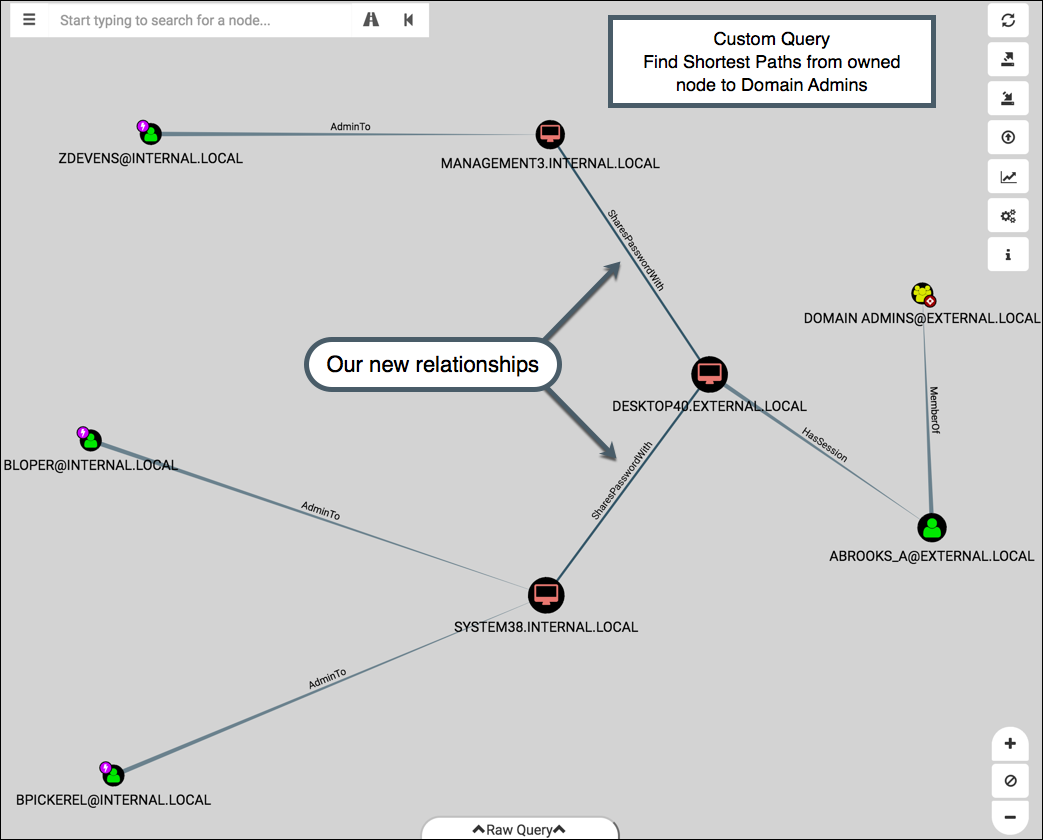 Start typing to search for a node...
Custom Query
Find Shortest Paths from owned
node to Domain Admins
AdminTo
ZDEVENS@INTERNAL.LOCAL
MANAGEMENT3.INTERNAL.LOCAL
SharesPasswordWith
DOMAIN ADMINS@EXTERNAL.LOCAL
Our new relationships
DESKTOP40.EXTERNAL.LOCAL
MemberOf
HasSession
BLOPER@INTERNAL.LOCAL
SharesPasswordWith
AdminTo
ABROOKS_A@EXTERNAL.LOCAL
SYSTEM38.INTERNAL.LOCAL
AdminTo
BPICKEREL@INTERNAL.LOCAL
Raw Query